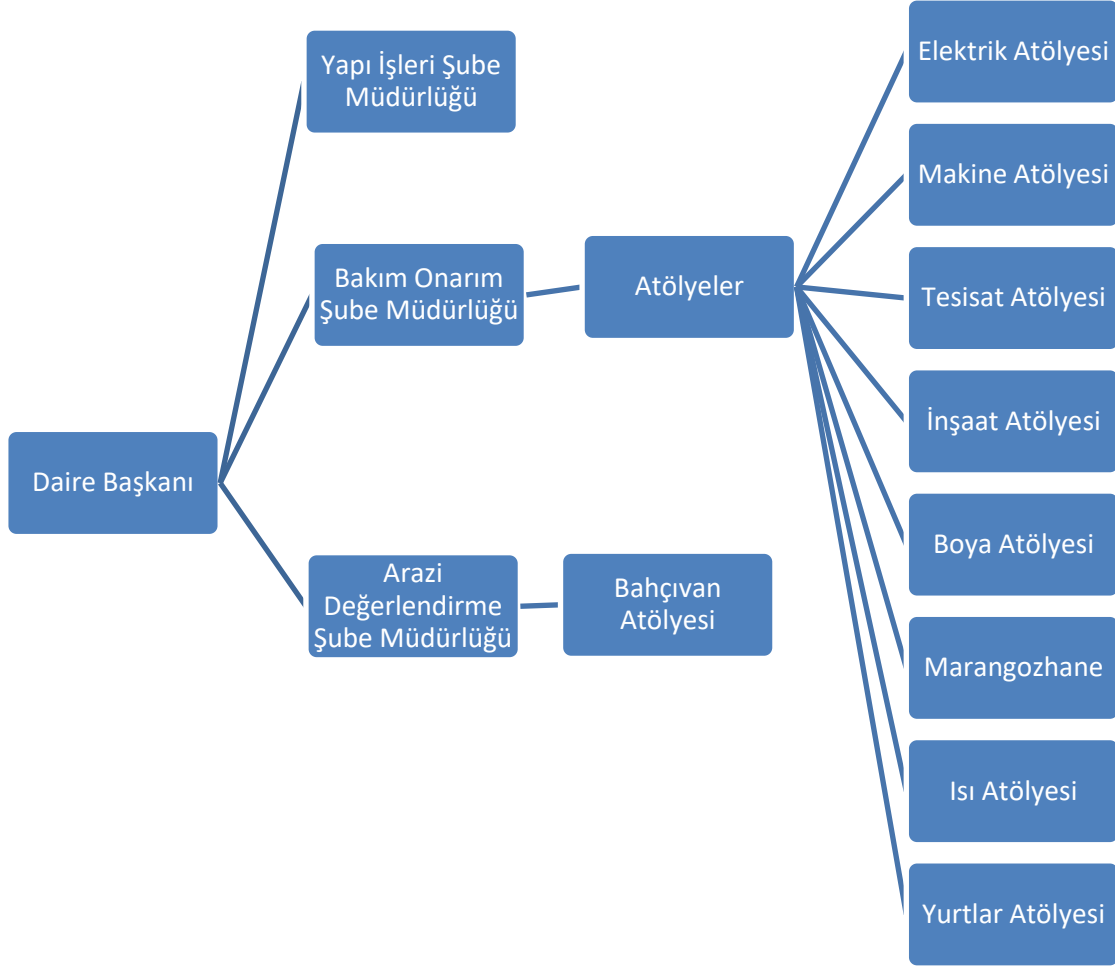 Daire Başkanı
Yapı İşleri Şube
Müdürlüğü
Bakım Onarım
Şube Müdürlüğü
Atölyeler
Elektrik Atölyesi
Makine Atölyesi
Tesisat Atölyesi
İnşaat Atölyesi
Boya Atölyesi
Marangozhane
Isı Atölyesi
Yurtlar Atölyesi
Arazi
Değerlendirme
Şube Müdürlüğü
Bahçıvan
Atölyesi